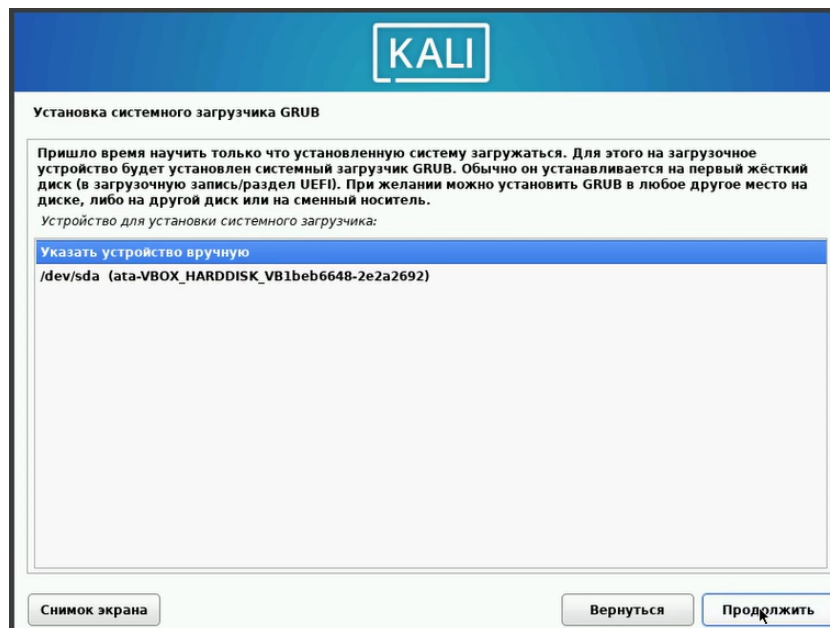 KALI
Установка системного загрузчика GRUB
Пришло время научить только что установленную систему загружаться. Для этого на загрузочное
устройство будет установлен системный загрузчик GRUB. Обычно он устанавливается на первый жёсткий
диск (в загрузочную запись/раздел UEFI). При желании можно установить GRUB в любое другое место на
диске, либо на другой диск или на сменный носитель.
Устройство для установки системного загрузчика:
Указать устройство вручную
/dev/sda (ata-VBOX_HARDDISK_VB1beb6648-2e2a2692)
Снимок экрана
Вернуться
Продолжить